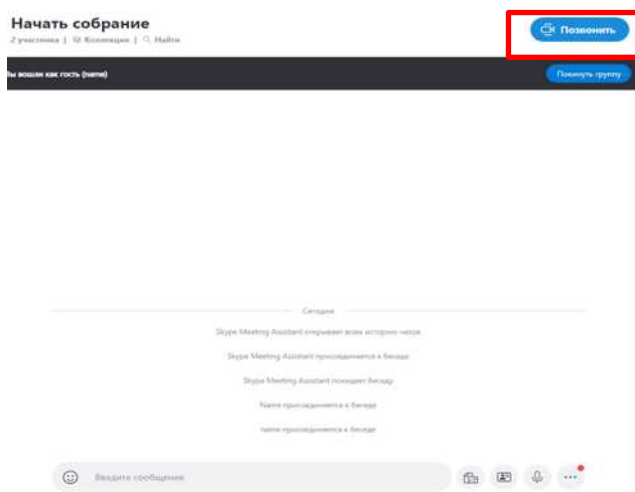 Начать собрание
Позвонить
2 участника | Коллекция | Найти
Вы вошли как гость (name)
Покинуть группу
Сегодня
Skype Meeting Assistant открывает всем историю чатов
Skype Meeting Assistant присоединяется к беседе
Skype Meeting Assistant покидает беседу
Name присоединяется к беседе
name присоединяется к беседе
Введите сообщение